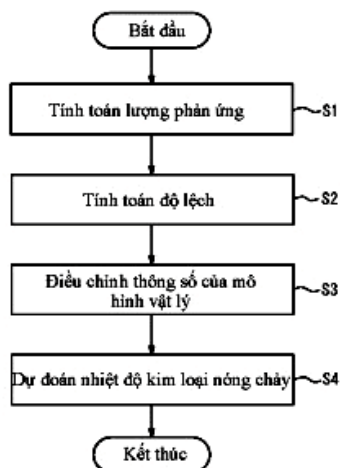 Bắt đầu
Tính toán lượng phản ứng
S1
Tính toán độ lệch
S2
Điều chỉnh thông số của mô
hình vật lý
S3
Dự đoán nhiệt độ kim loại nóng chảy
S4
Kết thúc